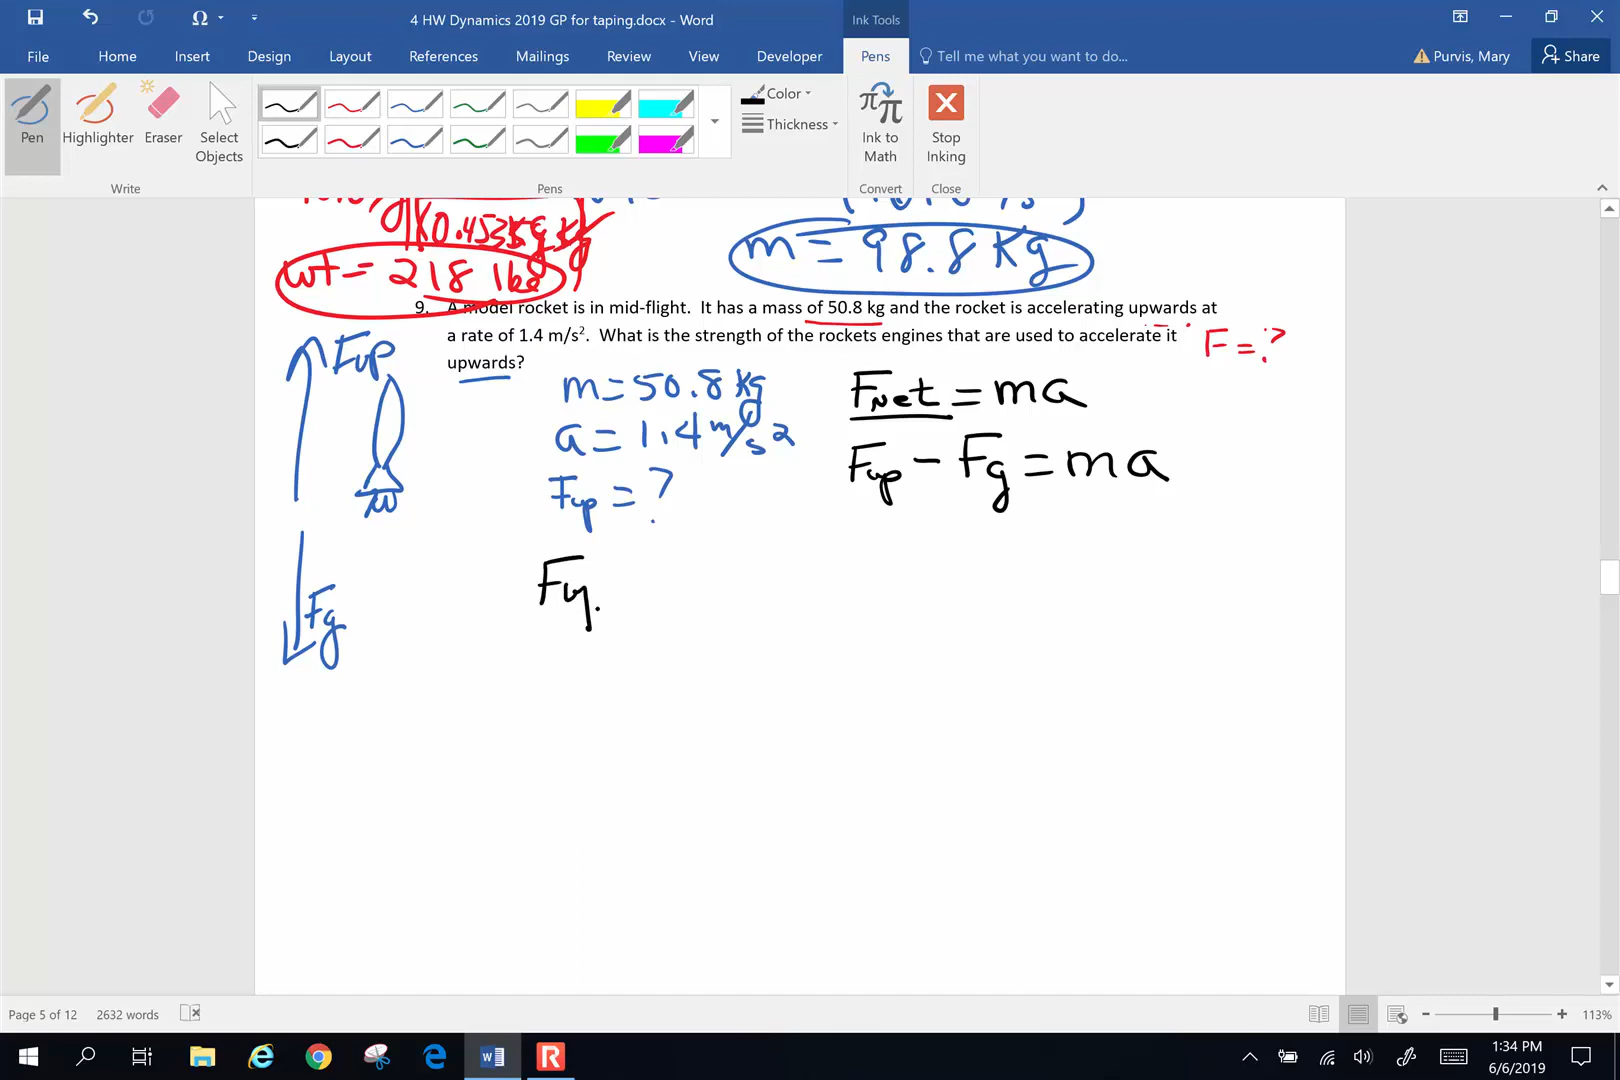 4 HW Dynamics 2019 GP for taping.docx - Word
Ink Tools
File Home Insert Design Layout References Mailings Review View Developer Pens Tell me what you want to do... Purvis, Mary Share
Pen Highlighter Eraser Select Objects
Color
Thickness
Ink to Math
Stop Inking
Write Pens Convert Close
0.453kg
wt = 218 lbs
m = 98.8 Kg
9. A model rocket is in mid-flight. It has a mass of 50.8 kg and the rocket is accelerating upwards at
a rate of 1.4 m/s². What is the strength of the rockets engines that are used to accelerate it
upwards?
F = ?
Fup
m = 50.8 kg
a = 1.4 m/s²
Fup = ?
FNet = ma
Fup - Fg = ma
Fg
Page 5 of 12 2632 words
113%
1:34 PM
6/6/2019